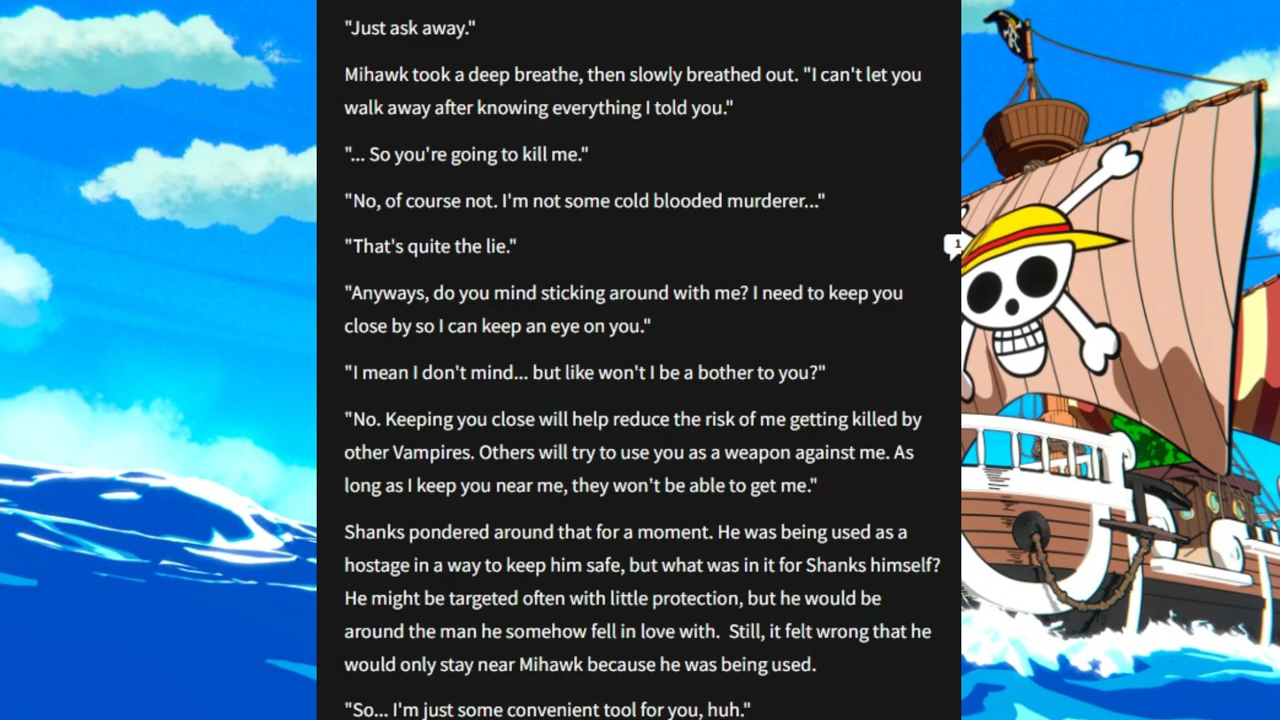 "Just ask away."
Mihawk took a deep breathe, then slowly breathed out. "I can't let you
walk away after knowing everything I told you."
"... So you're going to kill me."
"No, of course not. I'm not some cold blooded murderer..."
"That's quite the lie."
1
"Anyways, do you mind sticking around with me? I need to keep you
close by so I can keep an eye on you."
"I mean I don't mind... but like won't I be a bother to you?"
"No. Keeping you close will help reduce the risk of me getting killed by
other Vampires. Others will try to use you as a weapon against me. As
long as I keep you near me, they won't be able to get me."
Shanks pondered around that for a moment. He was being used as a
hostage in a way to keep him safe, but what was in it for Shanks himself?
He might be targeted often with little protection, but he would be
around the man he somehow fell in love with.  Still, it felt wrong that he
would only stay near Mihawk because he was being used.
"So... I'm just some convenient tool for you, huh."